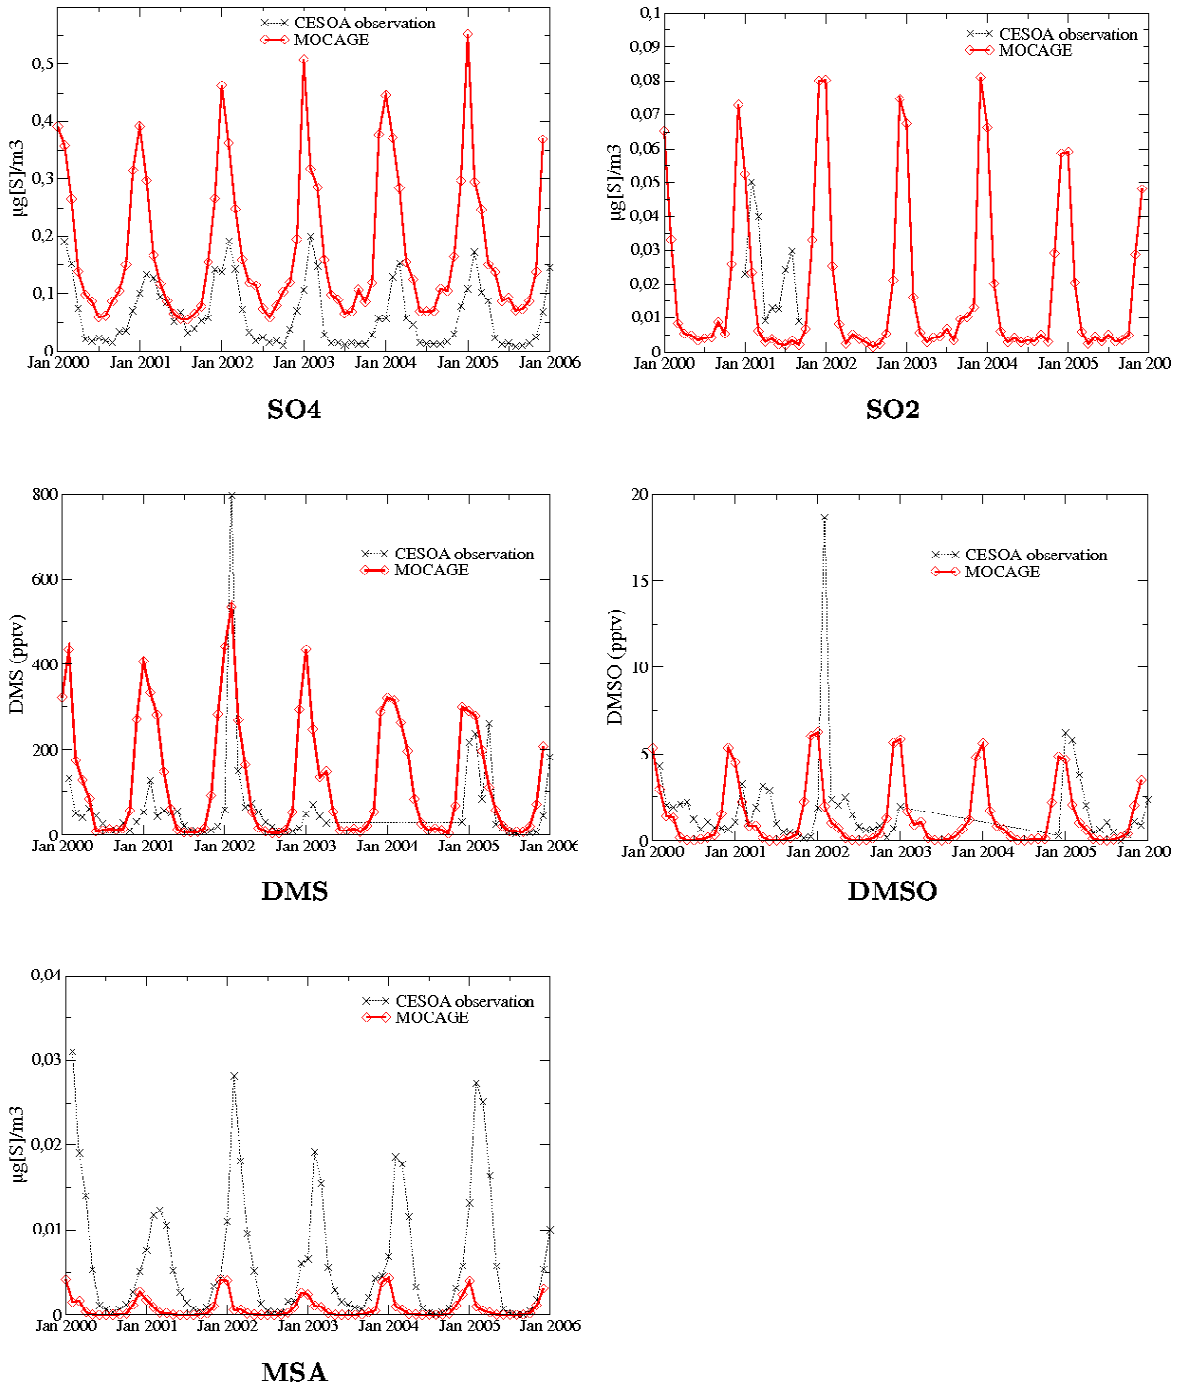 CESOA observation
MOCAGE
0,5
0,4
0,3
0,2
0,1
0
µg[S]/m3
Jan 2000 Jan 2001 Jan 2002 Jan 2003 Jan 2004 Jan 2005 Jan 2006
SO4
CESOA observation
MOCAGE
0,1
0,09
0,08
0,07
0,06
0,05
0,04
0,03
0,02
0,01
0
µg[S]/m3
Jan 2000 Jan 2001 Jan 2002 Jan 2003 Jan 2004 Jan 2005 Jan 200
SO2
CESOA observation
MOCAGE
800
600
400
200
0
DMS (pptv)
Jan 2000 Jan 2001 Jan 2002 Jan 2003 Jan 2004 Jan 2005 Jan 2006
DMS
CESOA observation
MOCAGE
20
15
10
5
0
DMSO (pptv)
Jan 2000 Jan 2001 Jan 2002 Jan 2003 Jan 2004 Jan 2005 Jan 200
DMSO
CESOA observation
MOCAGE
0,04
0,03
0,02
0,01
0
µg[S]/m3
Jan 2000 Jan 2001 Jan 2002 Jan 2003 Jan 2004 Jan 2005 Jan 2006
MSA